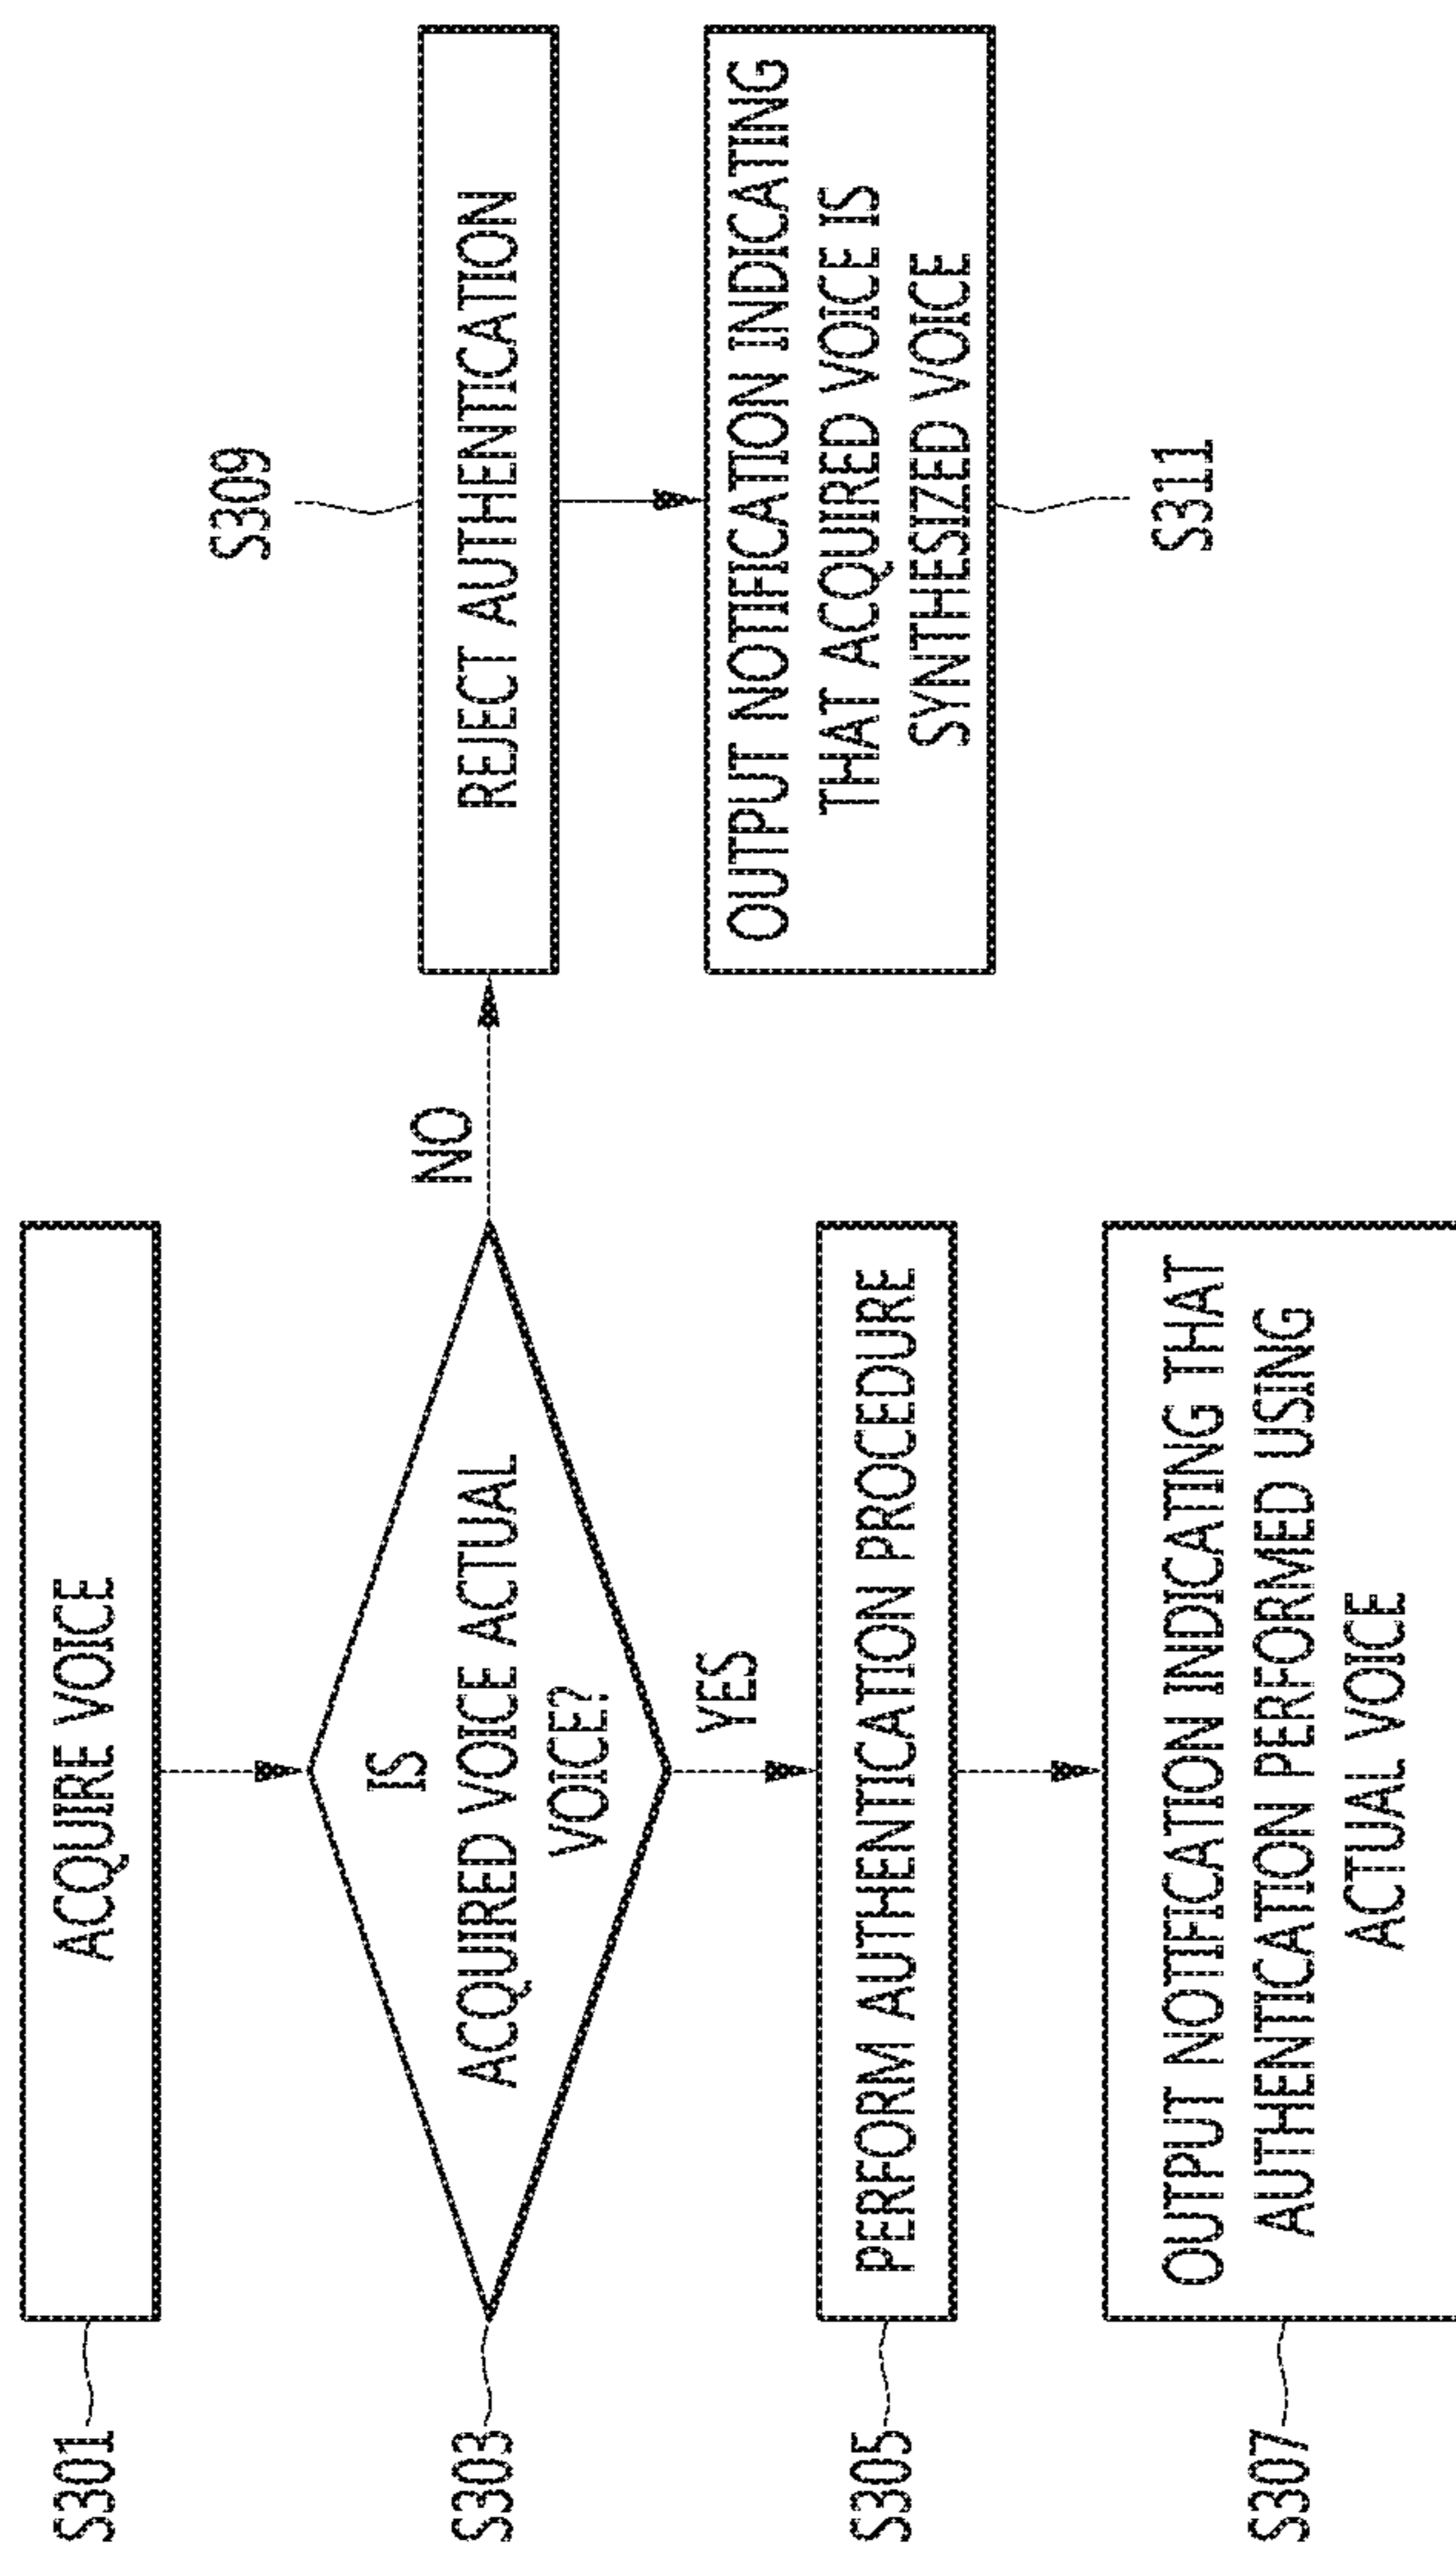 S301
ACQUIRE VOICE
S303
IS
ACQUIRED VOICE ACTUAL
VOICE?
NO
YES
S305
PERFORM AUTHENTICATION PROCEDURE
S307
OUTPUT NOTIFICATION INDICATING THAT
AUTHENTICATION PERFORMED USING
ACTUAL VOICE
S309
REJECT AUTHENTICATION
OUTPUT NOTIFICATION INDICATING
THAT ACQUIRED VOICE IS
SYNTHESIZED VOICE
S311